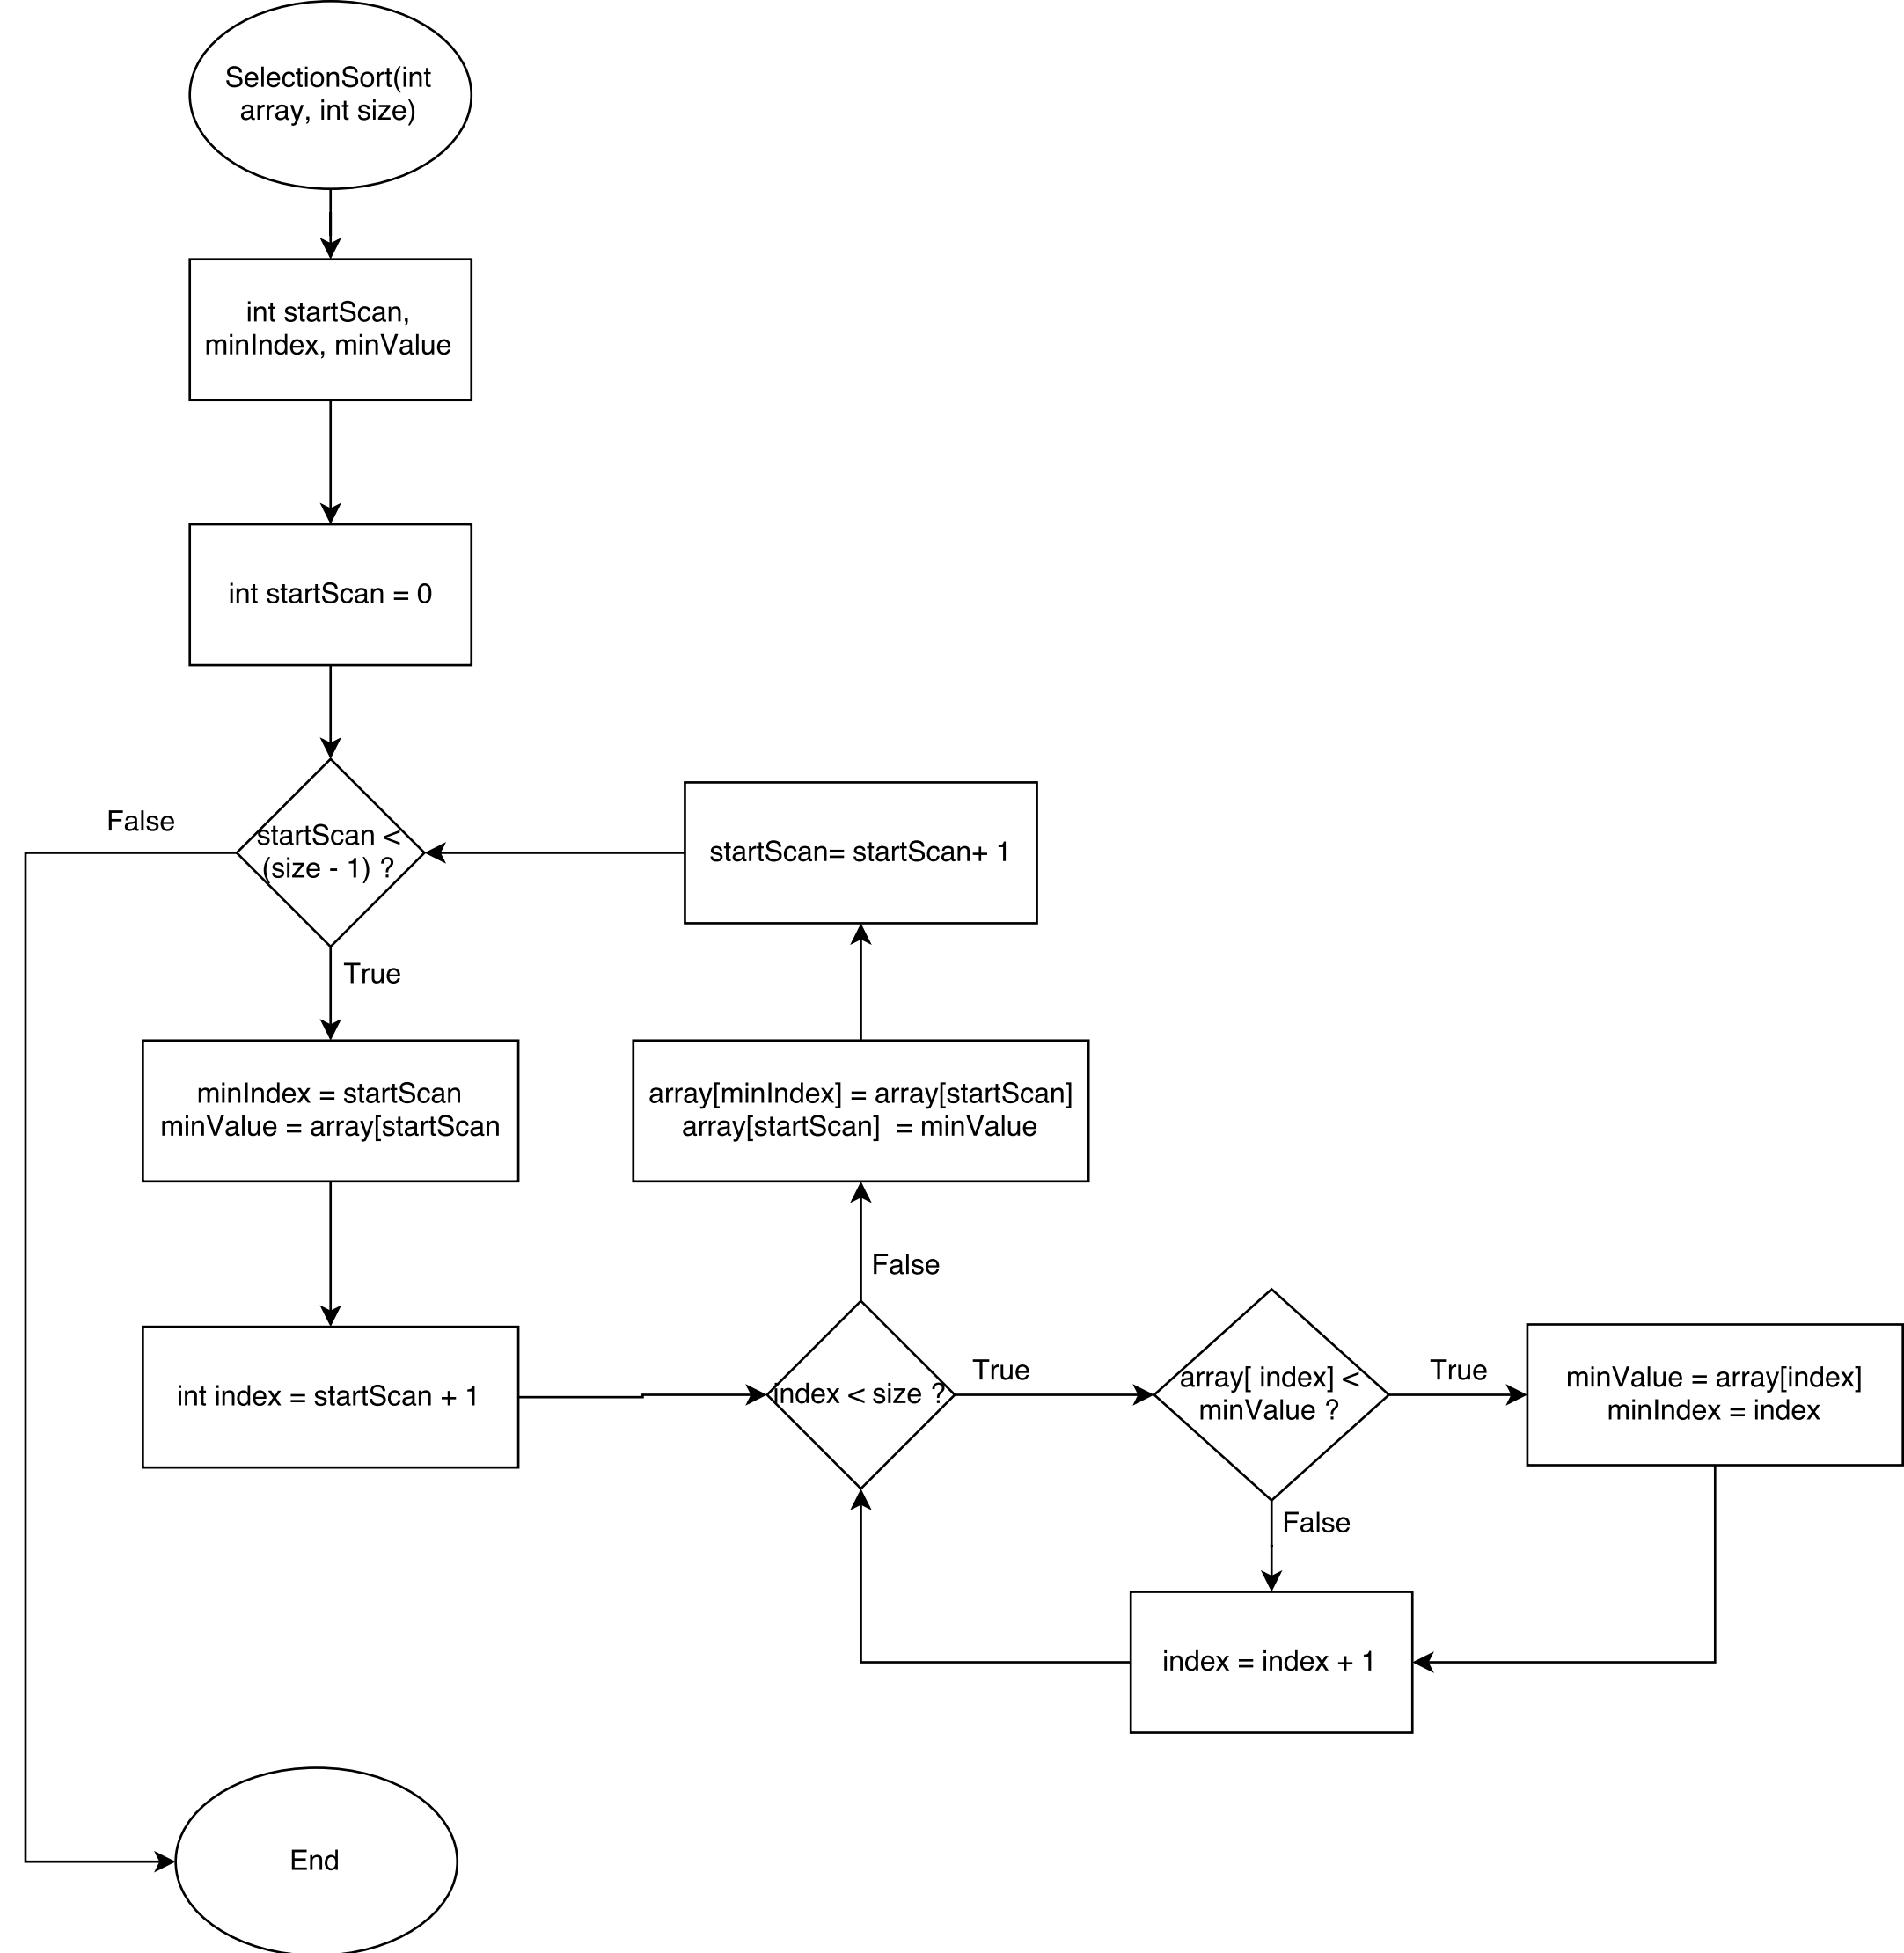 SelectionSort(int
array, int size)
int startScan,
minIndex, minValue
int startScan = 0
False
startScan <
(size - 1) ?
startScan= startScan+ 1
True
minIndex = startScan
minValue = array[startScan
array[minIndex] = array[startScan]
array[startScan]  = minValue
False
int index = startScan + 1
index < size ?
True
array[ index] <
minValue ?
True
minValue = array[index]
minIndex = index
False
index = index + 1
End